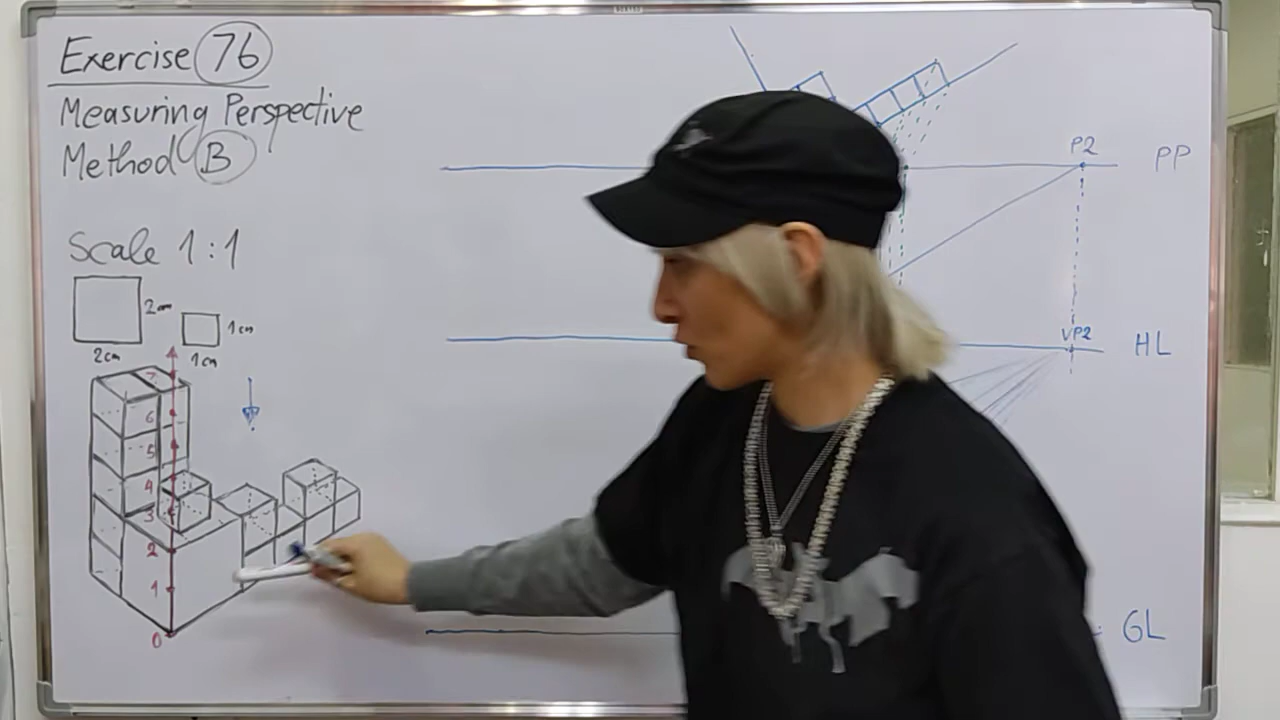 Exercise 76
Measuring Perspective
Method B
Scale 1:1
2cm
2cm
1cm
1cm
7
6
5
4
3
2
1
0
P2
PP
VP2
HL
GL